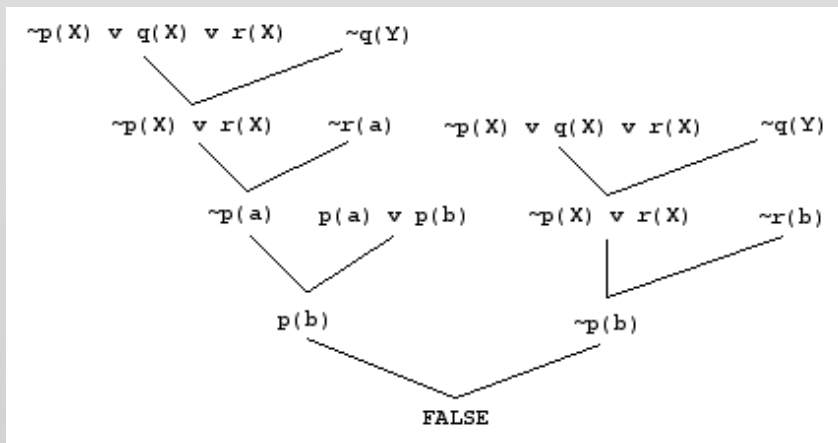 ~p(X) v q(X) v r(X) ~q(Y)
~p(X) v r(X) ~r(a) ~p(X) v q(X) v r(X) ~q(Y)
~p(a) p(a) v p(b) ~p(X) v r(X) ~r(b)
p(b) ~p(b)
FALSE